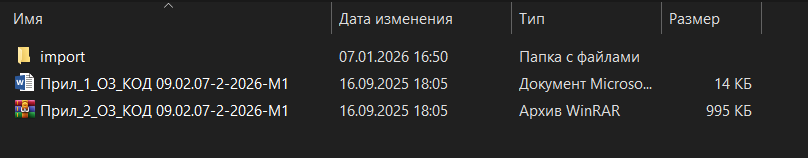 Имя Дата изменения Тип Размер
import 07.01.2026 16:50 Папка с файлами
Прил_1_ОЗ_КОД 09.02.07-2-2026-М1 16.09.2025 18:05 Документ Microso... 14 КБ
Прил_2_ОЗ_КОД 09.02.07-2-2026-М1 16.09.2025 18:05 Архив WinRAR 995 КБ